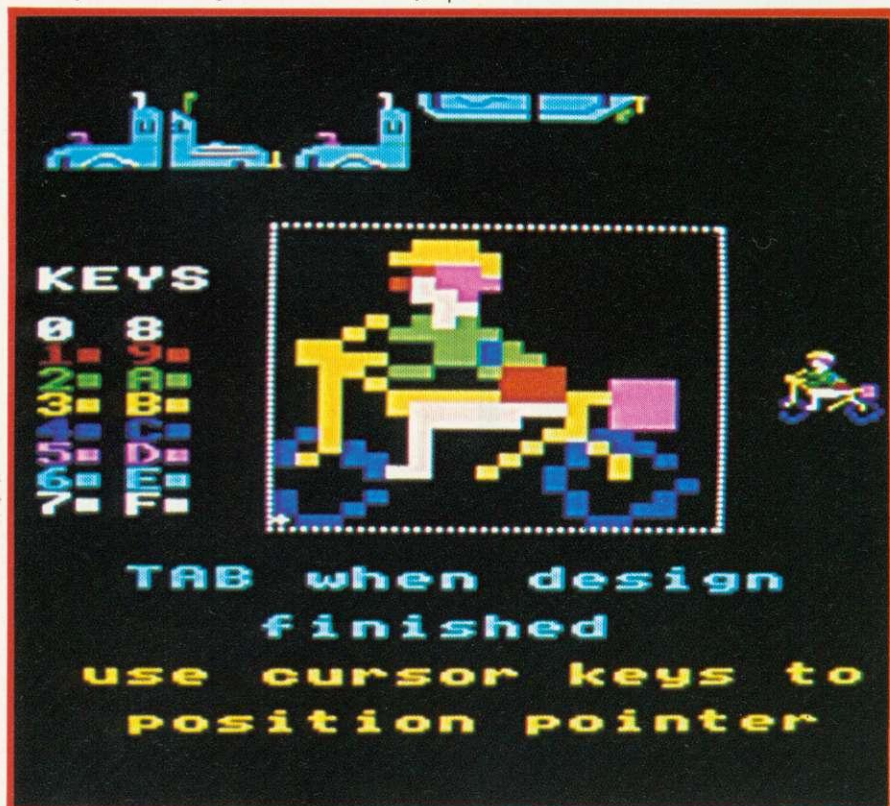 KEYS
0 8
1 9
2 A
3 B
4 C
5 D
6 E
7 F
TAB when design
finished
use cursor keys to
position pointer